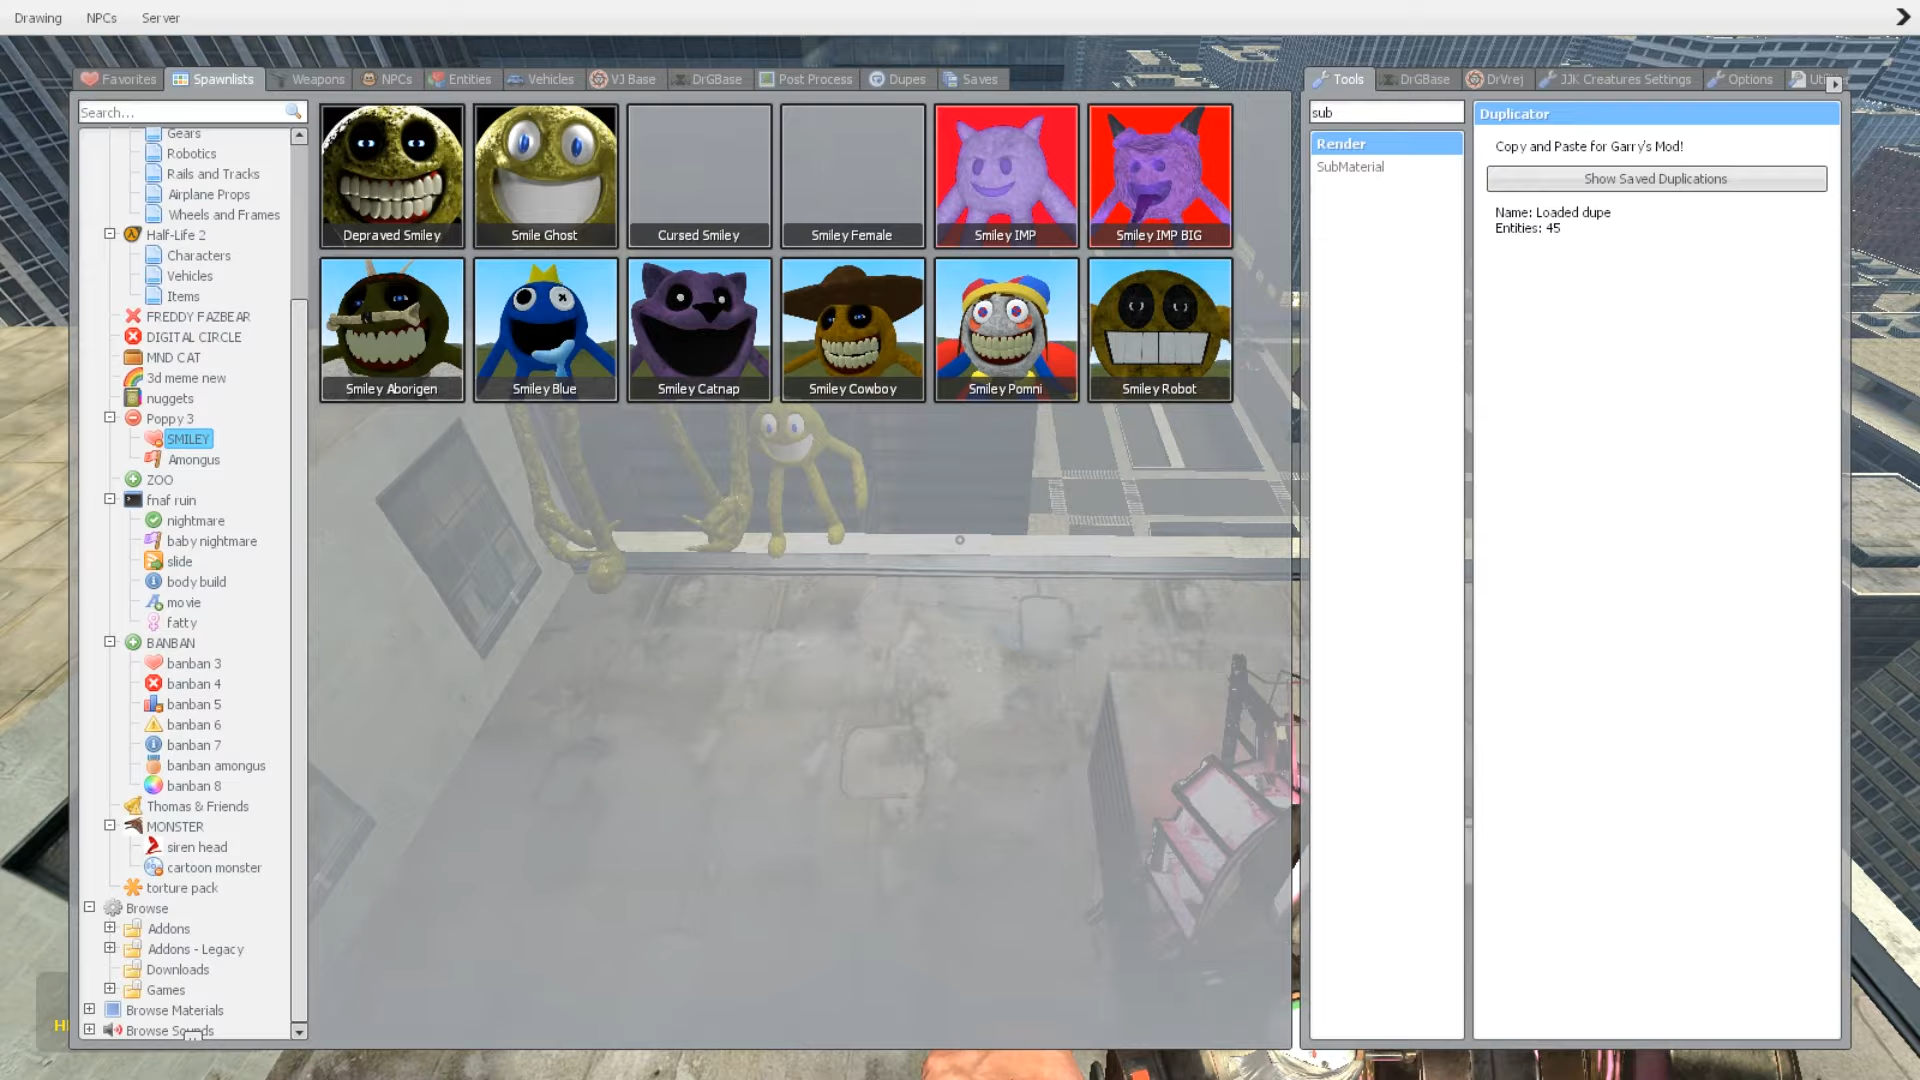 Drawing NPCs Server
Favorites Spawnlists Weapons NPCs Entities Vehicles VJ Base DrGBase Post Process Dupes Saves
Tools DrGBase DrVrej JJK Creatures Settings Options
Search...
Gears
Robotics
Rails and Tracks
Airplane Props
Wheels and Frames
Half-Life 2
Characters
Vehicles
Items
FREDDY FAZBEAR
DIGITAL CIRCLE
MND CAT
3d meme new
nuggets
Poppy 3
SMILEY
Amongus
ZOO
fnaf ruin
nightmare
baby nightmare
slide
body build
movie
fatty
BANBAN
banban 3
banban 4
banban 5
banban 6
banban 7
banban amongus
banban 8
Thomas & Friends
MONSTER
siren head
cartoon monster
torture pack
Browse
Addons
Addons - Legacy
Downloads
Games
Browse Materials
Browse Sounds
Depraved Smiley
Smile Ghost
Cursed Smiley
Smiley Female
Smiley IMP
Smiley IMP BIG
Smiley Aborigen
Smiley Blue
Smiley Catnap
Smiley Cowboy
Smiley Pomni
Smiley Robot
sub
Render
SubMaterial
Duplicator
Copy and Paste for Garry's Mod!
Show Saved Duplications
Name: Loaded dupe
Entities: 45